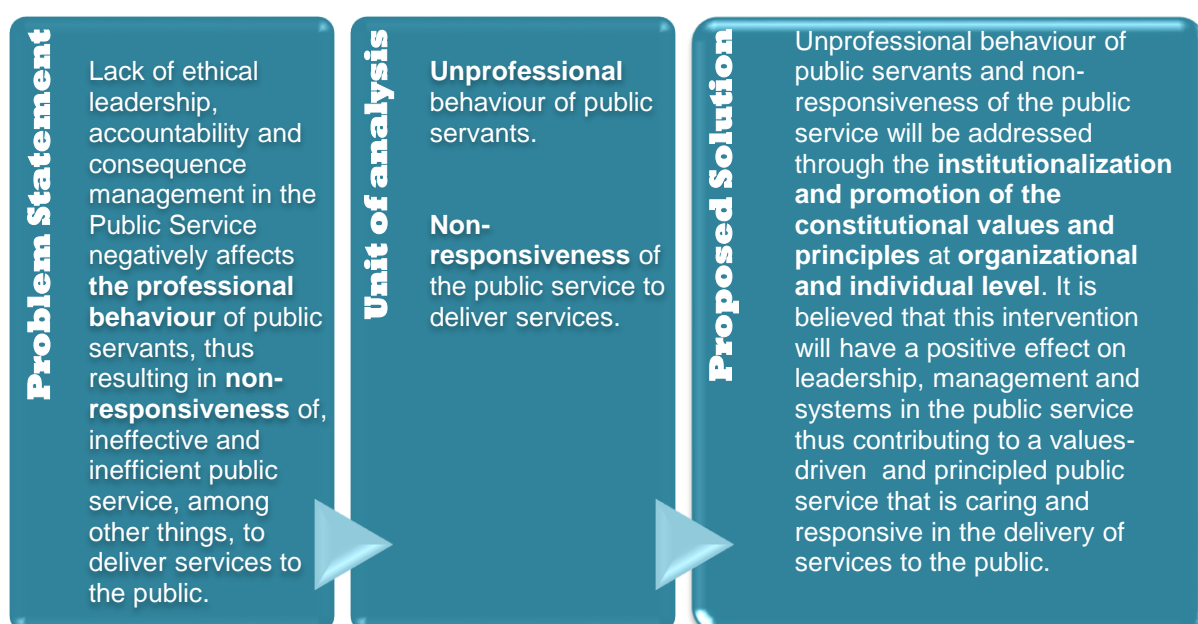 Problem Statement
Lack of ethical
leadership,
accountability and
consequence
management in the
Public Service
negatively affects
the professional
behaviour of public
servants, thus
resulting in non-
responsiveness of,
ineffective and
inefficient public
service, among
other things, to
deliver services to
the public.
Unit of analysis
Unprofessional
behaviour of public
servants.
Non-
responsiveness of
the public service to
deliver services.
Proposed Solution
Unprofessional behaviour of
public servants and non-
responsiveness of the public
service will be addressed
through the institutionalization
and promotion of the
constitutional values and
principles at organizational
and individual level. It is
believed that this intervention
will have a positive effect on
leadership, management and
systems in the public service
thus contributing to a values-
driven and principled public
service that is caring and
responsive in the delivery of
services to the public.